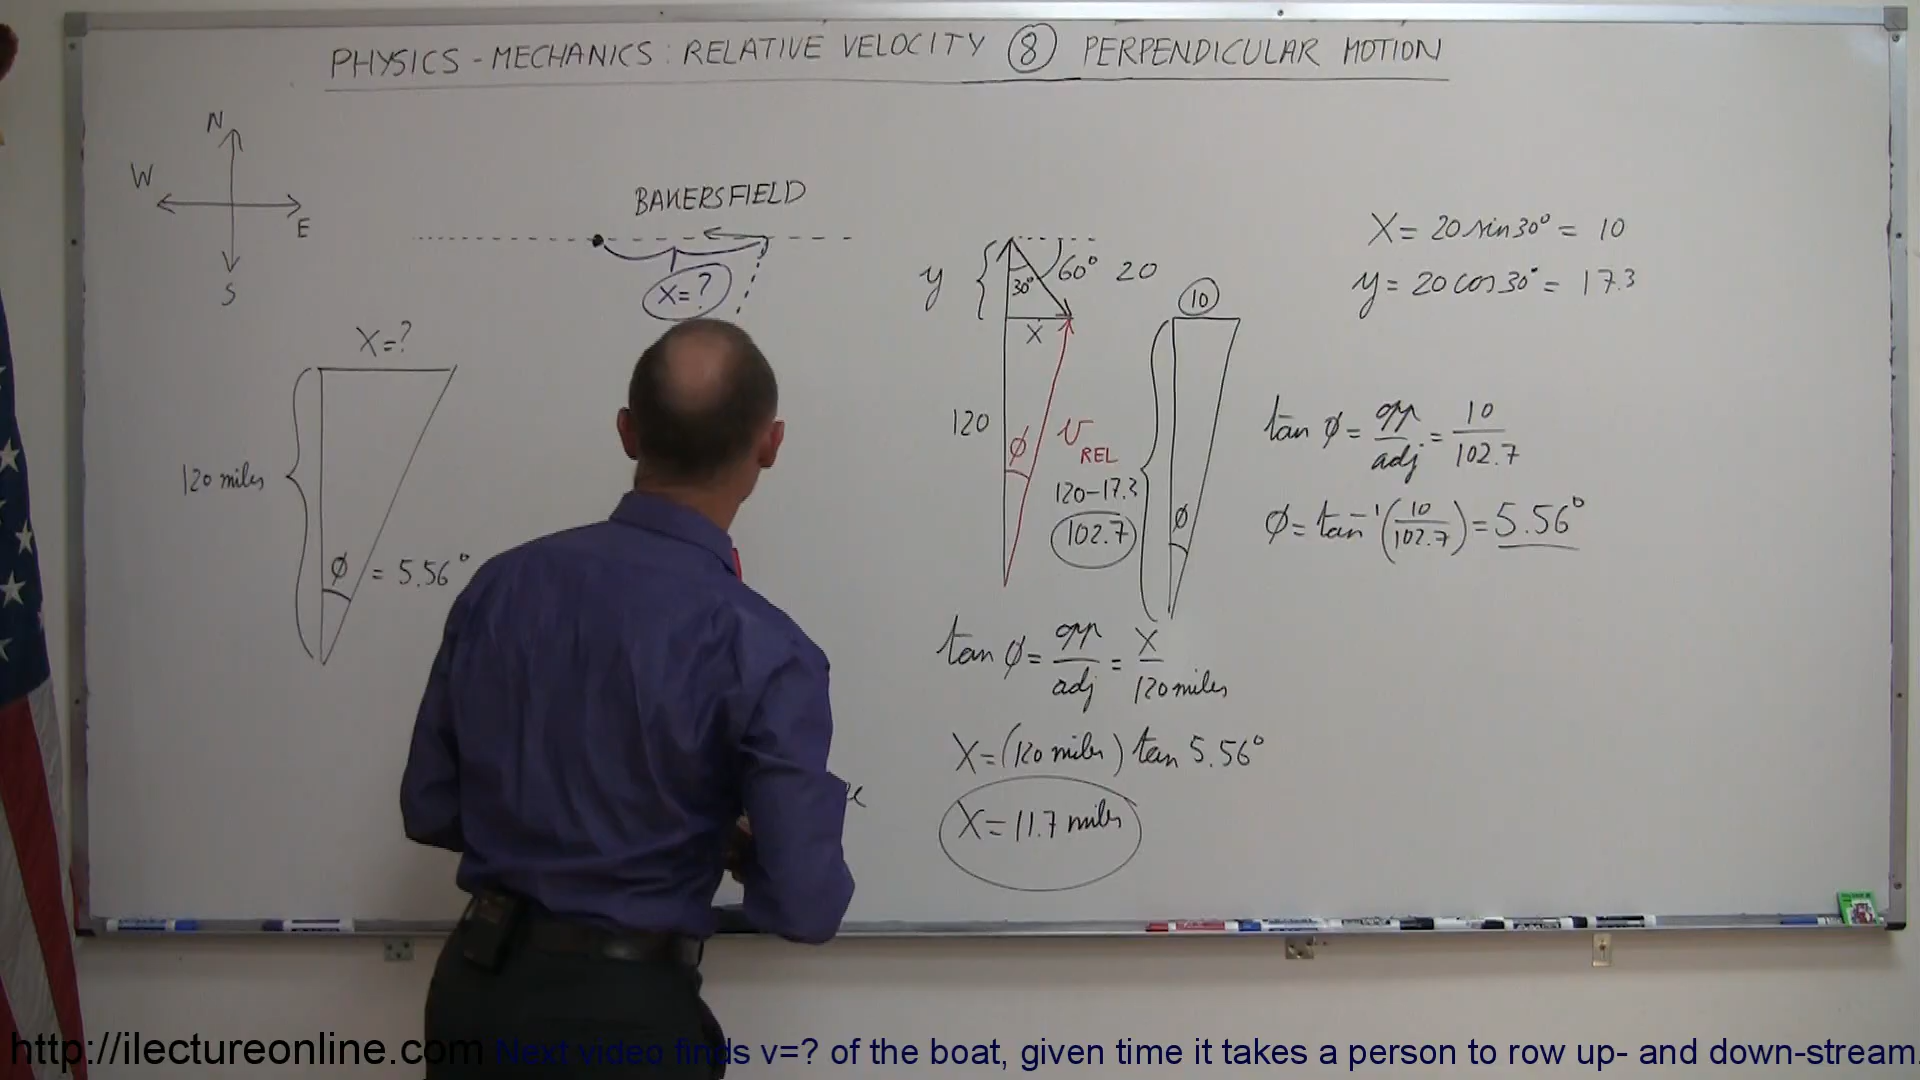 PHYSICS - MECHANICS: RELATIVE VELOCITY ⑧ PERPENDICULAR MOTION
N
W
E
S
BAKERSFIELD
X=?
X=?
120 miles
ϕ = 5.56°
y
30°
60°
20
X
120
ϕ
V REL
120-17.3
102.7
10
ϕ
X = 20 sin 30° = 10
y = 20 cos 30° = 17.3
tan ϕ = opp/adj = 10/102.7
ϕ = tan⁻¹(10/102.7) = 5.56°
tan ϕ = opp/adj = X/120 miles
X = (120 miles) tan 5.56°
X = 11.7 miles
http://ilectureonline.com Next video finds v=? of the boat, given time it takes a person to row up- and down-stream.